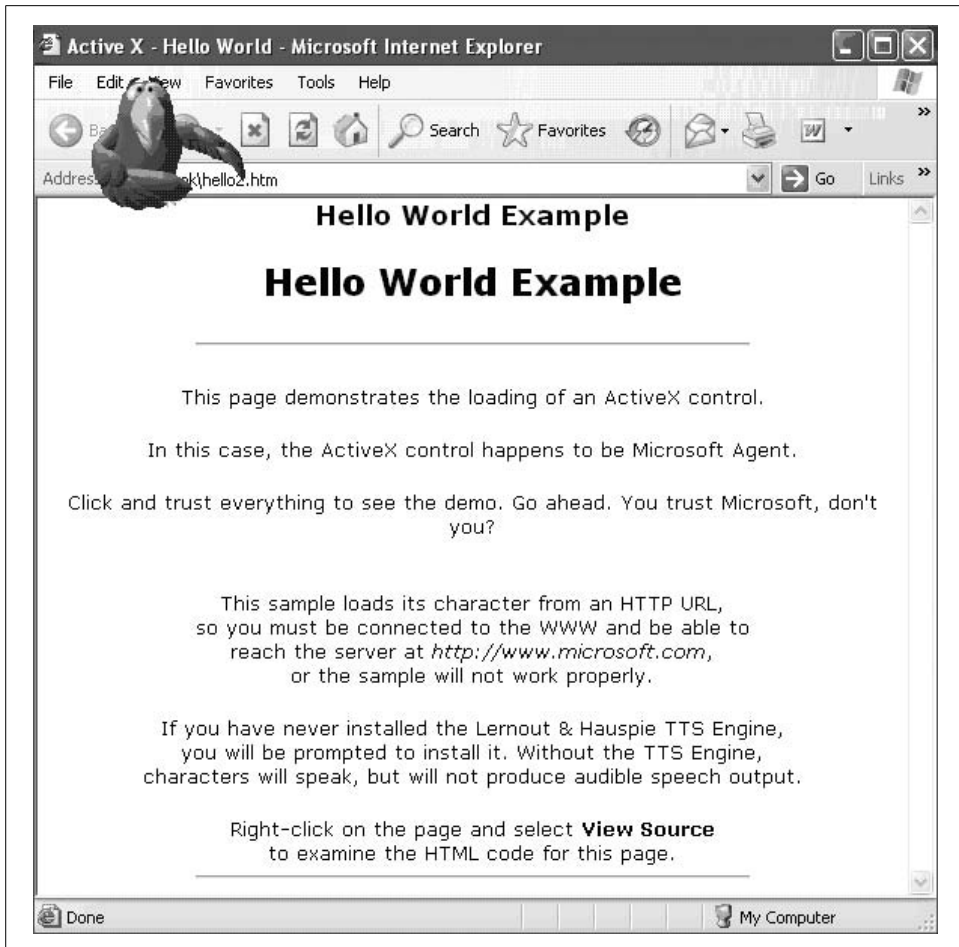 Active X - Hello World - Microsoft Internet Explorer
File Edit View Favorites Tools Help
Search Favorites
Address \hello2.htm Go Links
Hello World Example
Hello World Example
This page demonstrates the loading of an ActiveX control.
In this case, the ActiveX control happens to be Microsoft Agent.
Click and trust everything to see the demo. Go ahead. You trust Microsoft, don't
you?
This sample loads its character from an HTTP URL,
so you must be connected to the WWW and be able to
reach the server at http://www.microsoft.com,
or the sample will not work properly.
If you have never installed the Lernout & Hauspie TTS Engine,
you will be prompted to install it. Without the TTS Engine,
characters will speak, but will not produce audible speech output.
Right-click on the page and select View Source
to examine the HTML code for this page.
Done My Computer